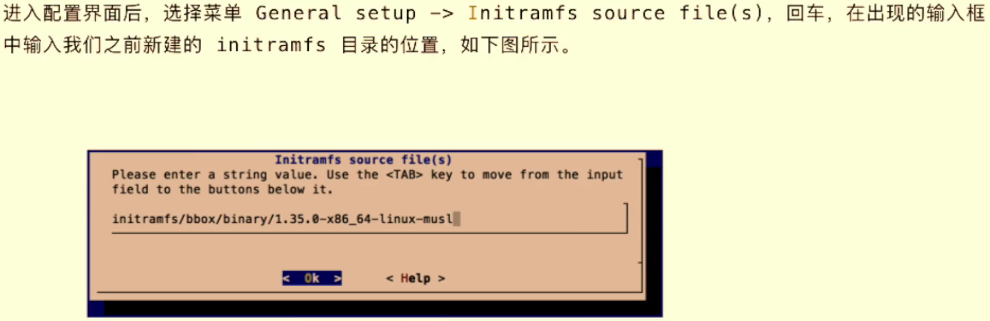 进入配置界面后，选择菜单 General setup -> Initramfs source file(s)，回车，在出现的输入框
中输入我们之前新建的 initramfs 目录的位置，如下图所示。
Initramfs source file(s)
Please enter a string value. Use the <TAB> key to move from the input
field to the buttons below it.
initramfs/bbox/binary/1.35.0-x86_64-linux-musl
< Ok > < Help >